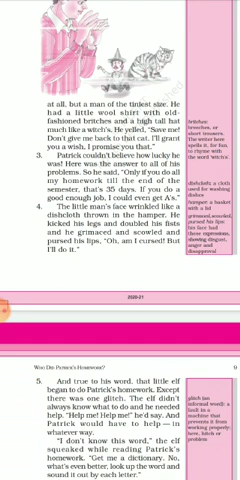 at all, but a man of the tiniest size. He
had a little wool shirt with old-
fashioned britches and a high tall hat
much like a witch's. He yelled, "Save me!
Don't give me back to that cat. I'll grant
you a wish, I promise you that."
britches:
breeches, or
short trousers.
The writer here
spells it, for fun,
to rhyme with
the word 'witch's'
3. Patrick couldn't believe how lucky he
was! Here was the answer to all of his
problems. So he said, "Only if you do all
my homework till the end of the
semester, that's 35 days. If you do a
good enough job, I could even get A's."
dishcloth: a cloth
used for washing
dishes
hamper: a basket
with a lid
4. The little man's face wrinkled like a
dishcloth thrown in the hamper. He
kicked his legs and doubled his fists
and he grimaced and scowled and
pursed his lips, "Oh, am I cursed! But
I'll do it."
grimaced, scowled,
pursed his lips:
his face had
these expressions,
showing disgust,
anger and
disapproval
2020-21
WHO DID PATRICK'S HOMEWORK?
9
5. And true to his word, that little elf
began to do Patrick's homework. Except
there was one glitch. The elf didn't
always know what to do and he needed
help. "Help me! Help me!" he'd say. And
Patrick would have to help — in
whatever way.
glitch (an
informal word): a
fault in a
machine that
prevents it from
working properly;
here, hitch or
problem
"I don't know this word," the elf
squeaked while reading Patrick's
homework. "Get me a dictionary. No,
what's even better, look up the word and
sound it out by each letter."